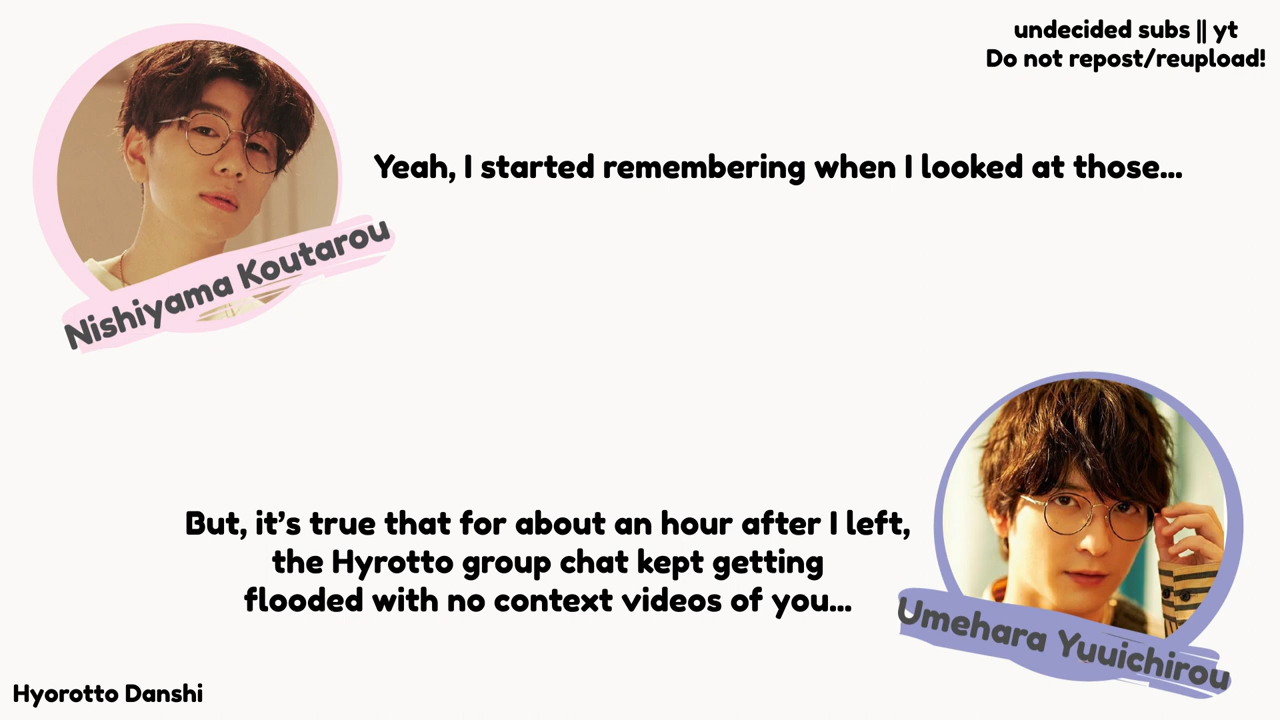 undecided subs || yt
Do not repost/reupload!
Yeah, I started remembering when I looked at those...
Nishiyama Koutarou
But, it's true that for about an hour after I left,
the Hyrotto group chat kept getting
flooded with no context videos of you...
Umehara Yuuichirou
Hyorotto Danshi